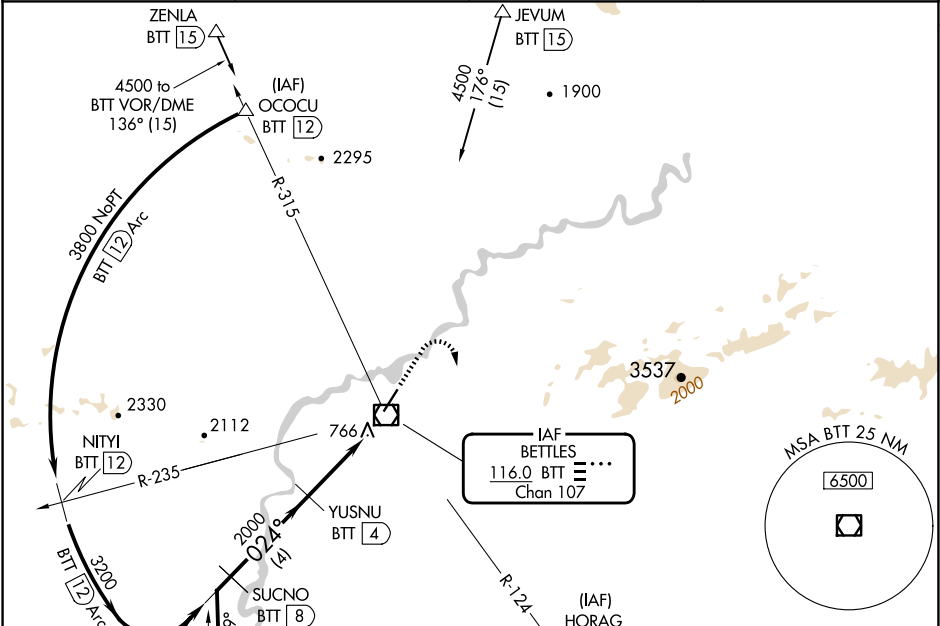 ZENLA
BTT 15
JEVUM
BTT 15
4500 to
BTT VOR/DME
136° (15)
(IAF)
OCOCU
BTT 12
4500
176°
(15)
1900
2295
R-315
3800 NoPT
BTT 12 Arc
3537
2000
2330
2112
766
NITYI
BTT 12
R-235
IAF
BETTLES
116.0 BTT
Chan 107
MSA BTT 25 NM
6500
YUSNU
BTT 4
2000
024°
(4)
3200
BTT 12 Arc
SUCNO
BTT 8
R-124
(IAF)
HORAG